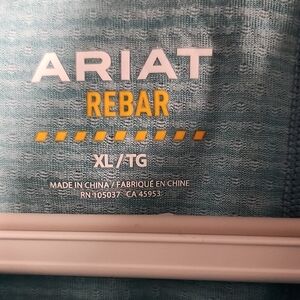 ARIAT
REBAR
XL/TG
MADE IN CHINA / FABRIQUÉ EN CHINE
RN 105037 CA 45953